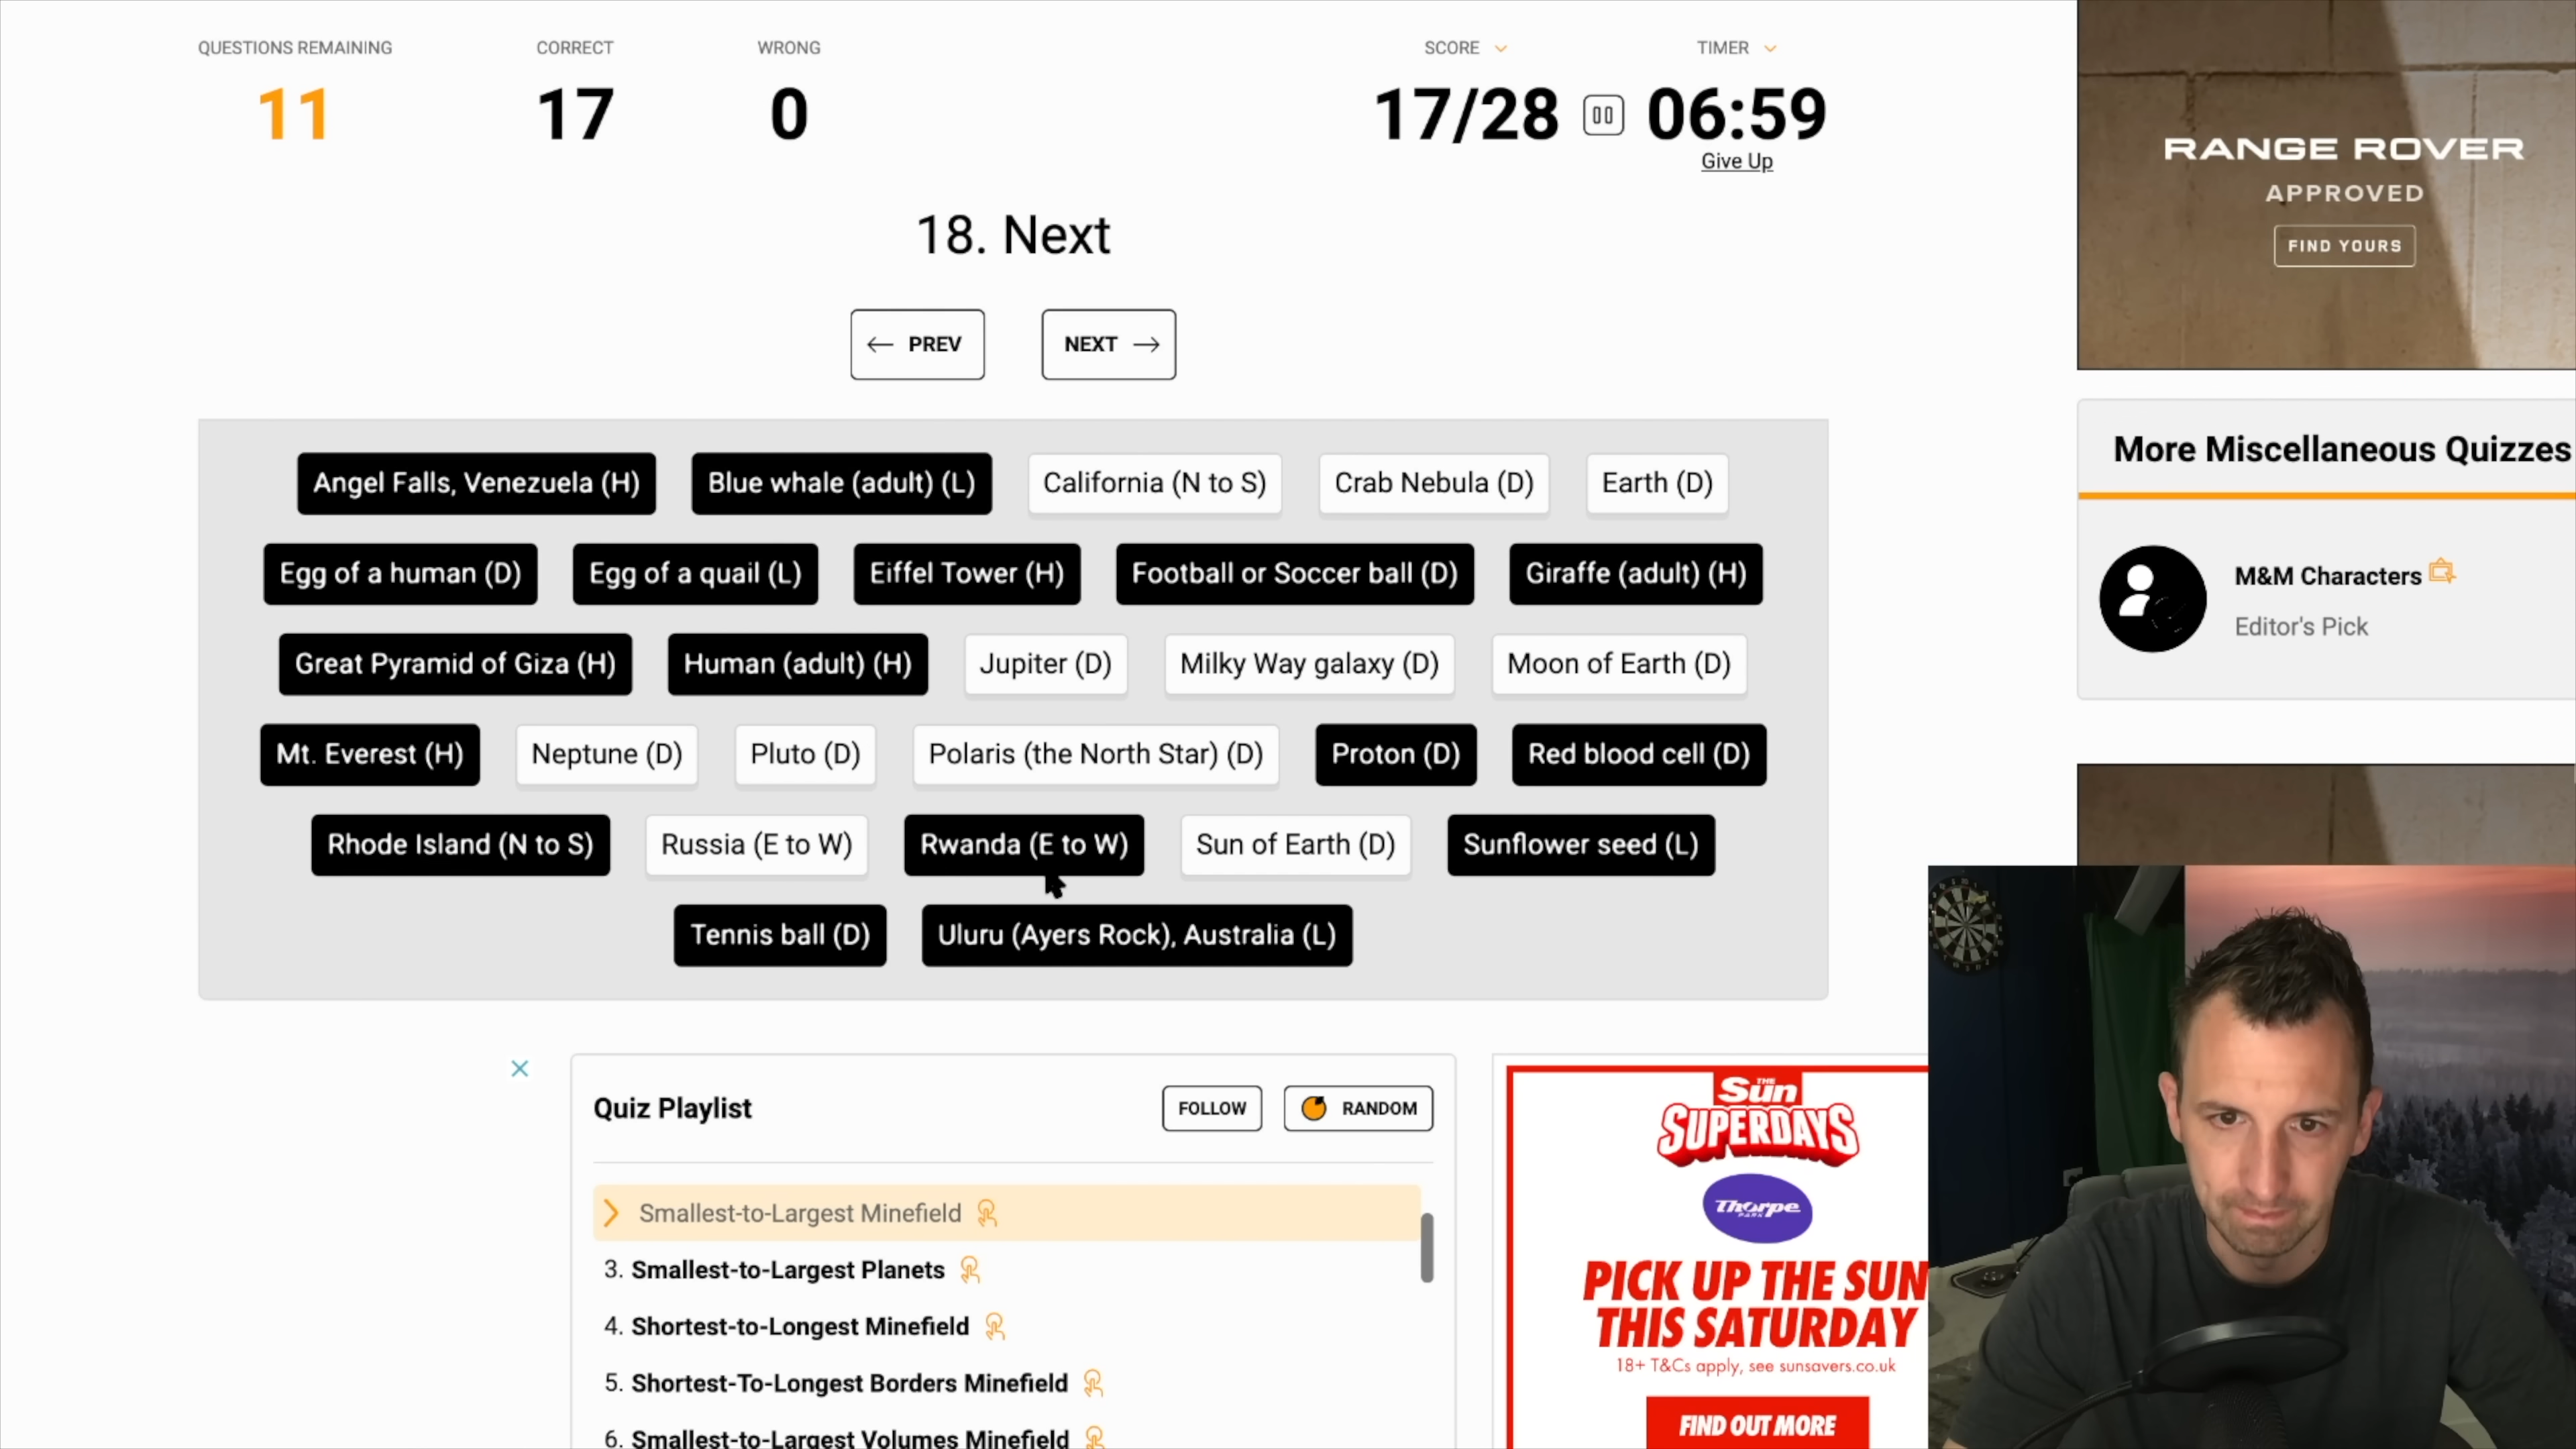 QUESTIONS REMAINING
11
CORRECT
17
WRONG
0
SCORE
17/28
TIMER
06:59
Give Up
18. Next
← PREV
NEXT →
Angel Falls, Venezuela (H)
Blue whale (adult) (L)
California (N to S)
Crab Nebula (D)
Earth (D)
Egg of a human (D)
Egg of a quail (L)
Eiffel Tower (H)
Football or Soccer ball (D)
Giraffe (adult) (H)
Great Pyramid of Giza (H)
Human (adult) (H)
Jupiter (D)
Milky Way galaxy (D)
Moon of Earth (D)
Mt. Everest (H)
Neptune (D)
Pluto (D)
Polaris (the North Star) (D)
Proton (D)
Red blood cell (D)
Rhode Island (N to S)
Russia (E to W)
Rwanda (E to W)
Sun of Earth (D)
Sunflower seed (L)
Tennis ball (D)
Uluru (Ayers Rock), Australia (L)
RANGE ROVER
APPROVED
FIND YOURS
More Miscellaneous Quizzes
M&M Characters
Editor's Pick
Quiz Playlist
FOLLOW
RANDOM
Smallest-to-Largest Minefield
3. Smallest-to-Largest Planets
4. Shortest-to-Longest Minefield
5. Shortest-To-Longest Borders Minefield
6. Smallest-to-Largest Volumes Minefield
THE Sun
SUPERDAYS
Thorpe
PARK
PICK UP THE SUN
THIS SATURDAY
18+ T&Cs apply, see sunsavers.co.uk
FIND OUT MORE